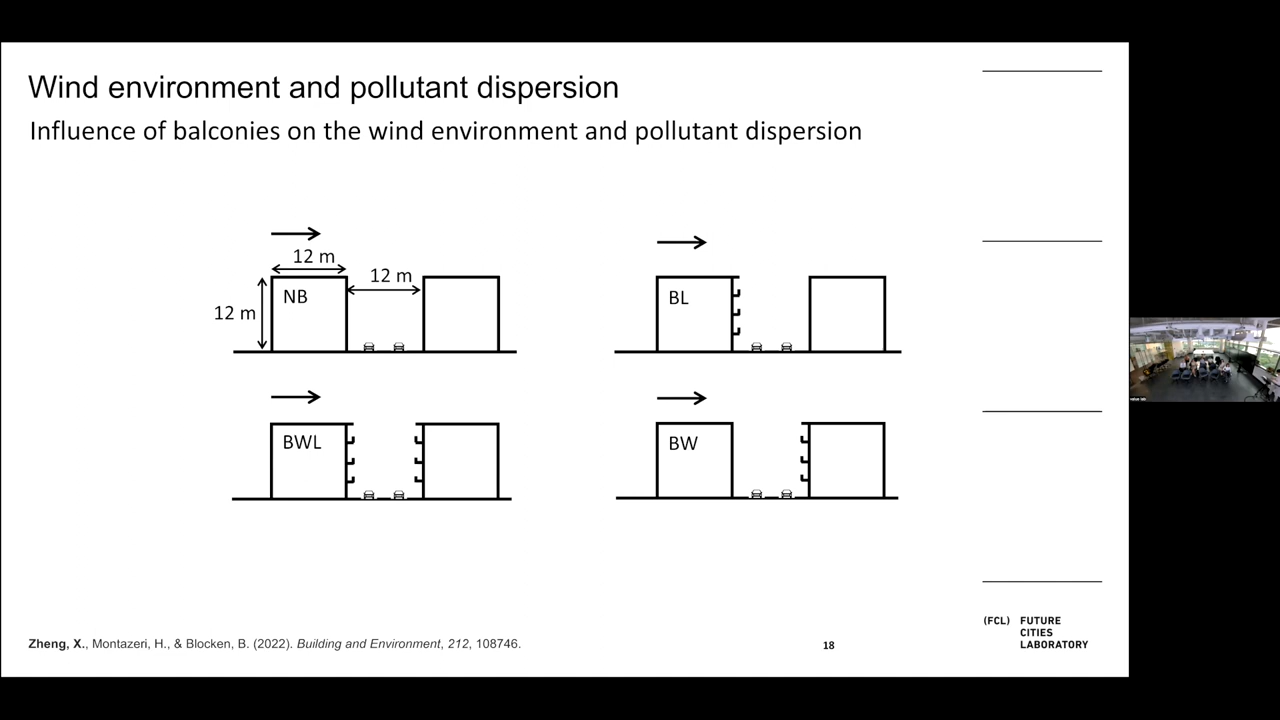 Wind environment and pollutant dispersion
Influence of balconies on the wind environment and pollutant dispersion
12 m
12 m
NB
12 m
BL
BWL
BW
Zheng, X., Montazeri, H., & Blocken, B. (2022). Building and Environment, 212, 108746.
18
(FCL) FUTURE
CITIES
LABORATORY